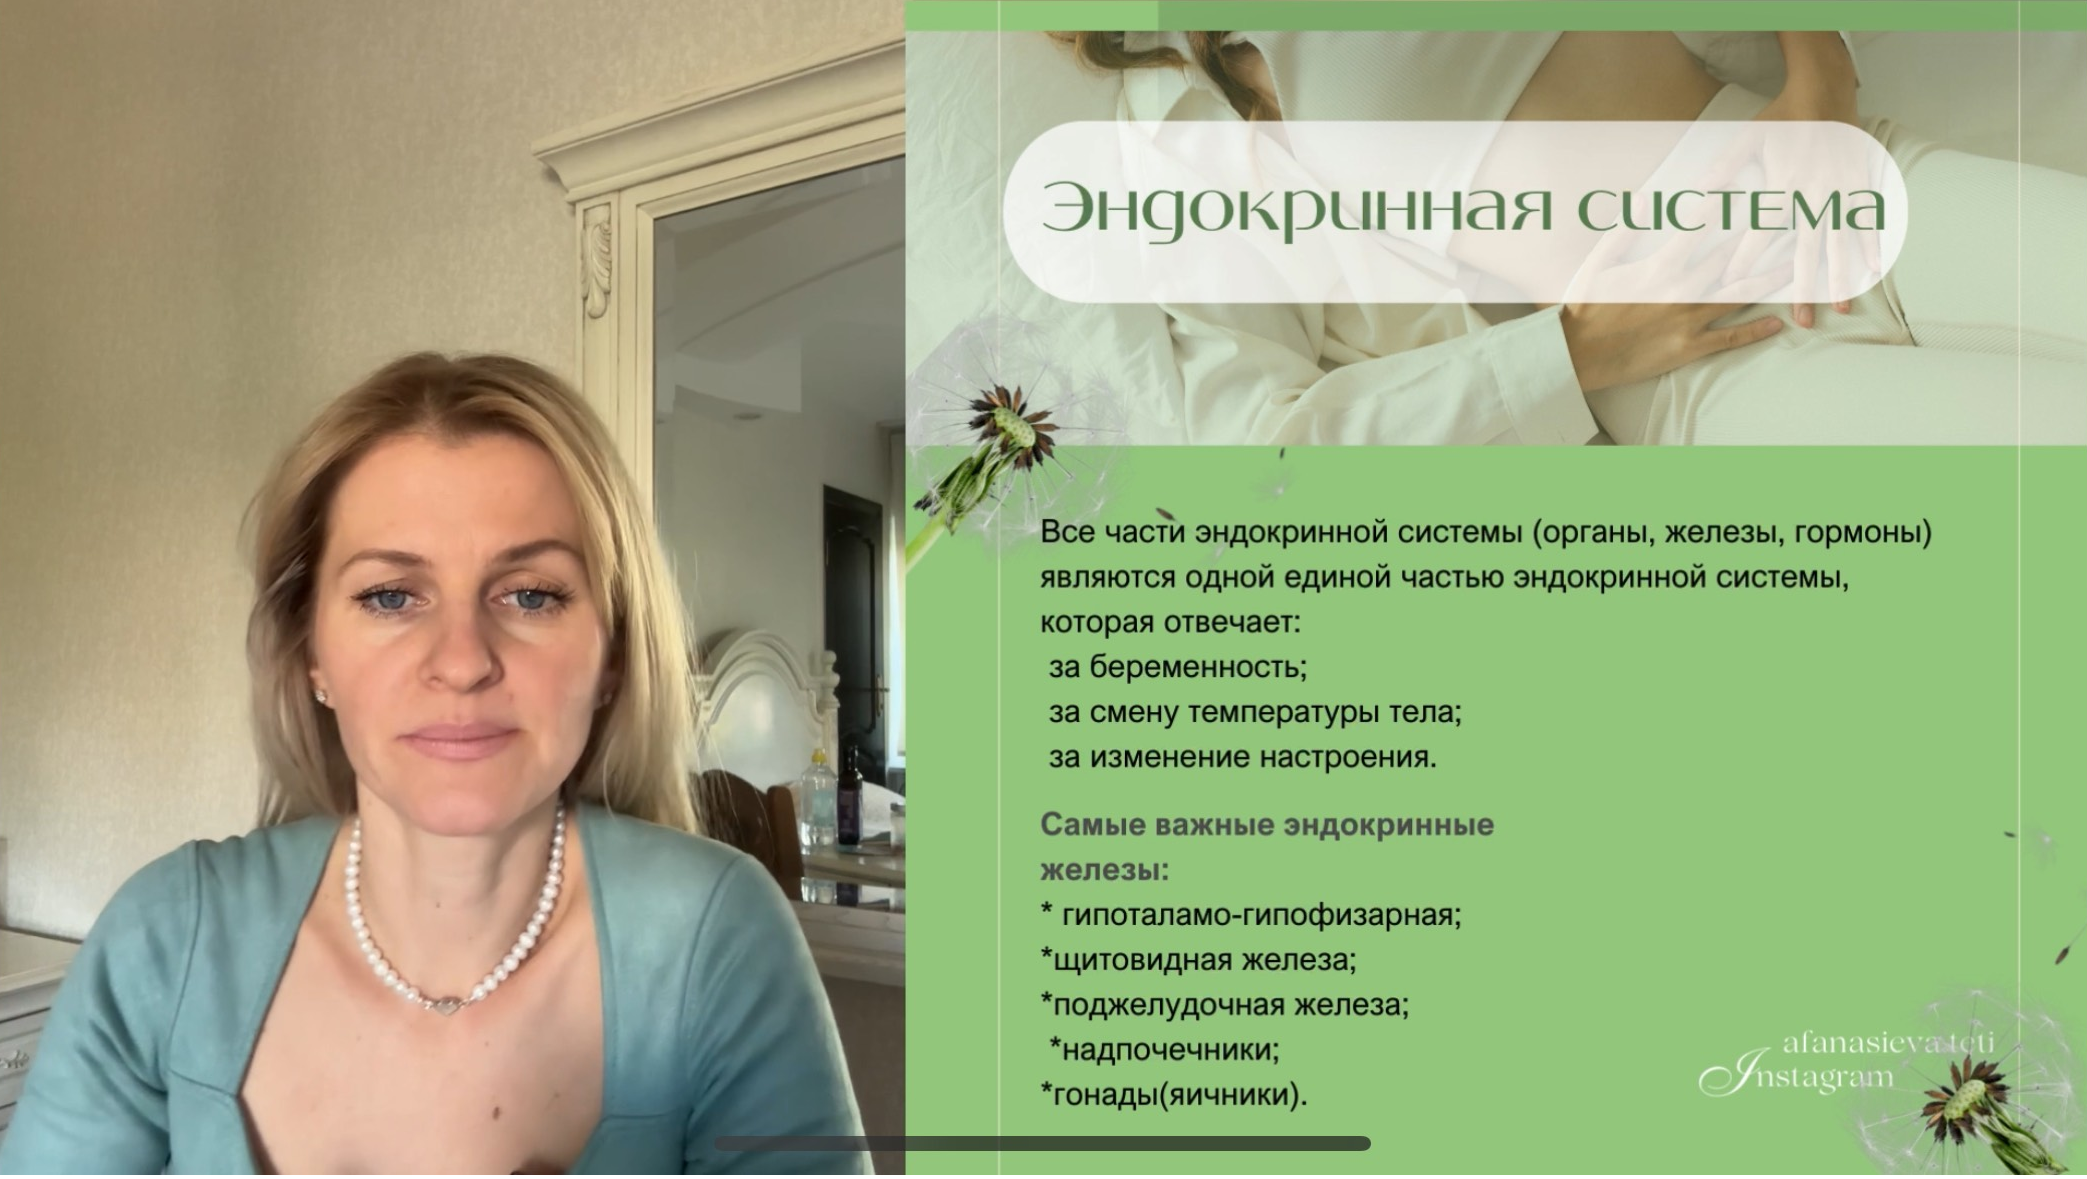 Эндокринная система
Все части эндокринной системы (органы, железы, гормоны)
являются одной единой частью эндокринной системы,
которая отвечает:
за беременность;
за смену температуры тела;
за изменение настроения.
Самые важные эндокринные
железы:
* гипоталамо-гипофизарная;
*щитовидная железа;
*поджелудочная железа;
*надпочечники;
*гонады(яичники).
Instagram